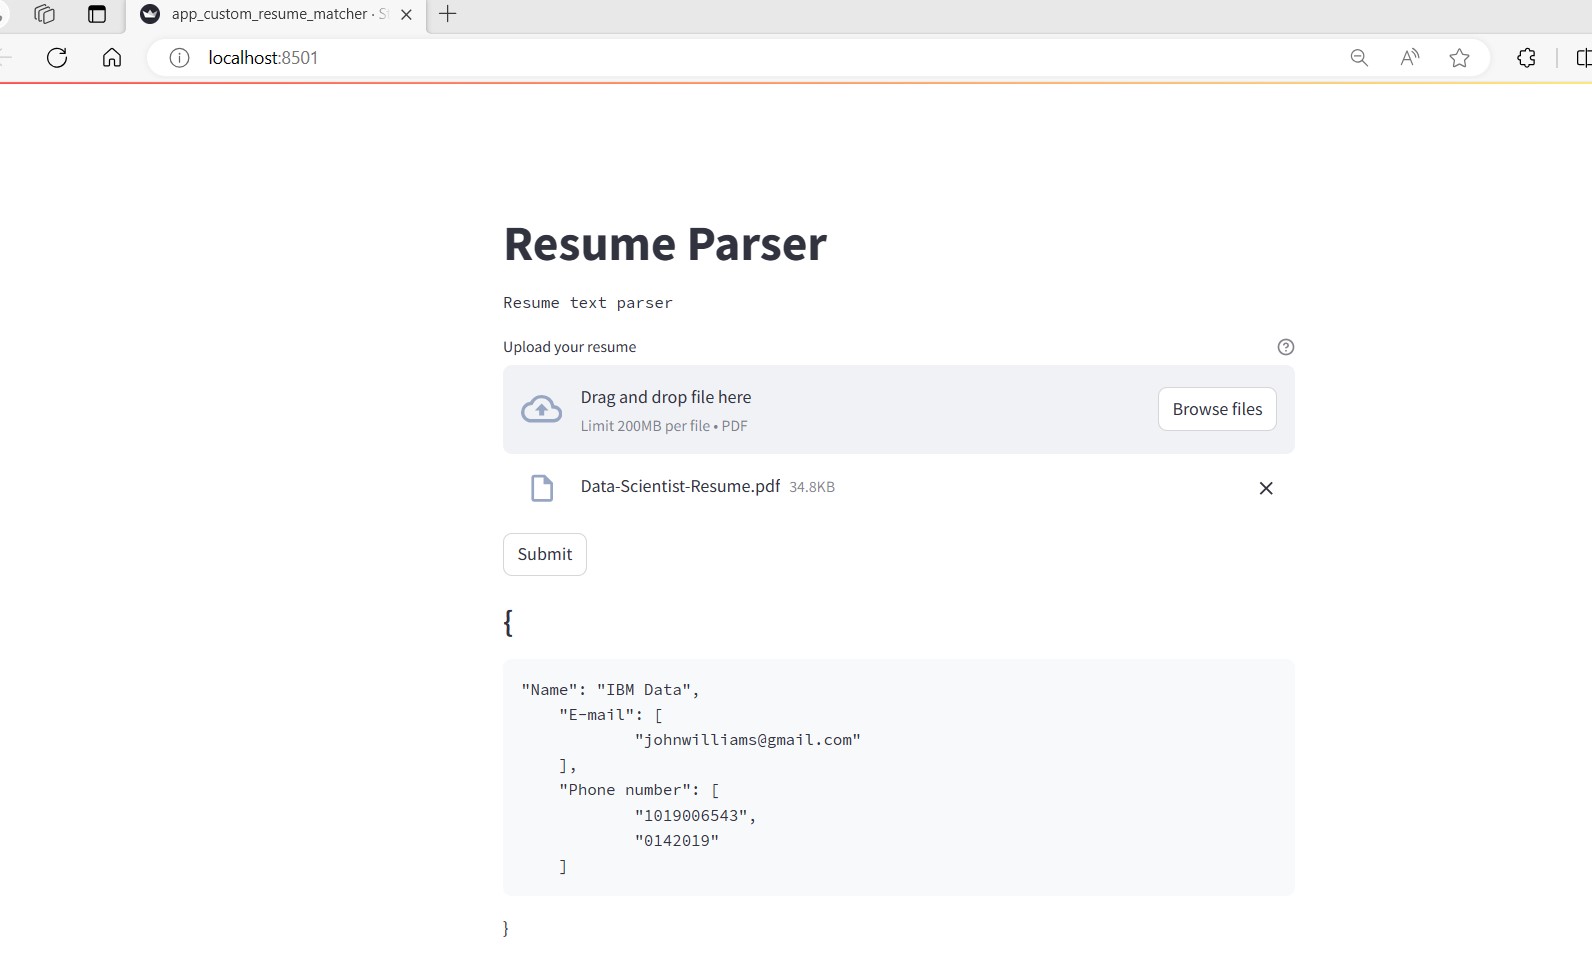 app_custom_resume_matcher · St
localhost:8501
Resume Parser
Resume text parser
Upload your resume
Drag and drop file here
Limit 200MB per file • PDF
Browse files
Data-Scientist-Resume.pdf 34.8KB
Submit
{
"Name": "IBM Data",
"E-mail": [
"johnwilliams@gmail.com"
],
"Phone number": [
"1019006543",
"0142019"
]
}